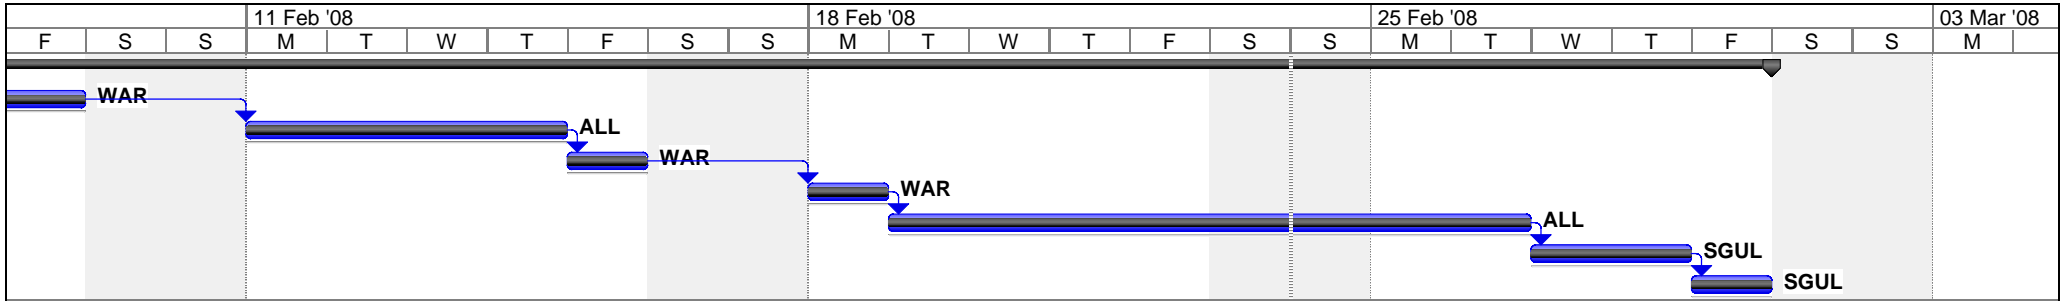 11 Feb '08 18 Feb '08 25 Feb '08 03 Mar '08
F S S M T W T F S S M T W T F S S M T W T F S S M
WAR
ALL
WAR
WAR
ALL
SGUL
SGUL